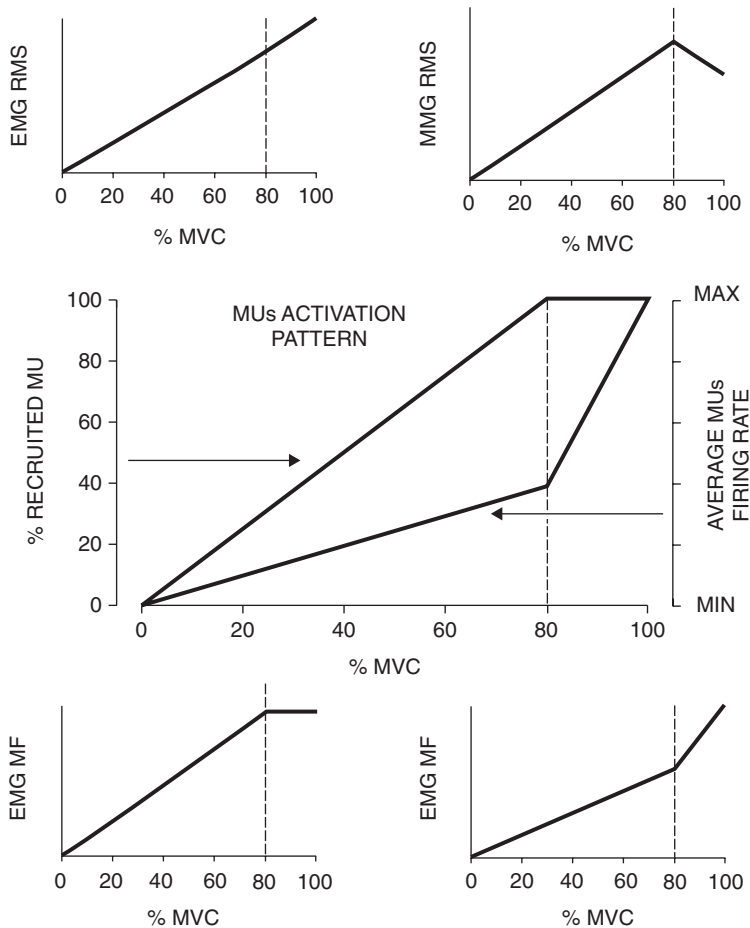 EMG RMS
0 20 40 60 80 100
% MVC
MMG RMS
0 20 40 60 80 100
% MVC
MUs ACTIVATION
PATTERN
% RECRUITED MU
100
80
60
40
20
0
MAX
MIN
AVERAGE MUs
FIRING RATE
0 20 40 60 80 100
% MVC
EMG MF
0 20 40 60 80 100
% MVC
EMG MF
0 20 40 60 80 100
% MVC